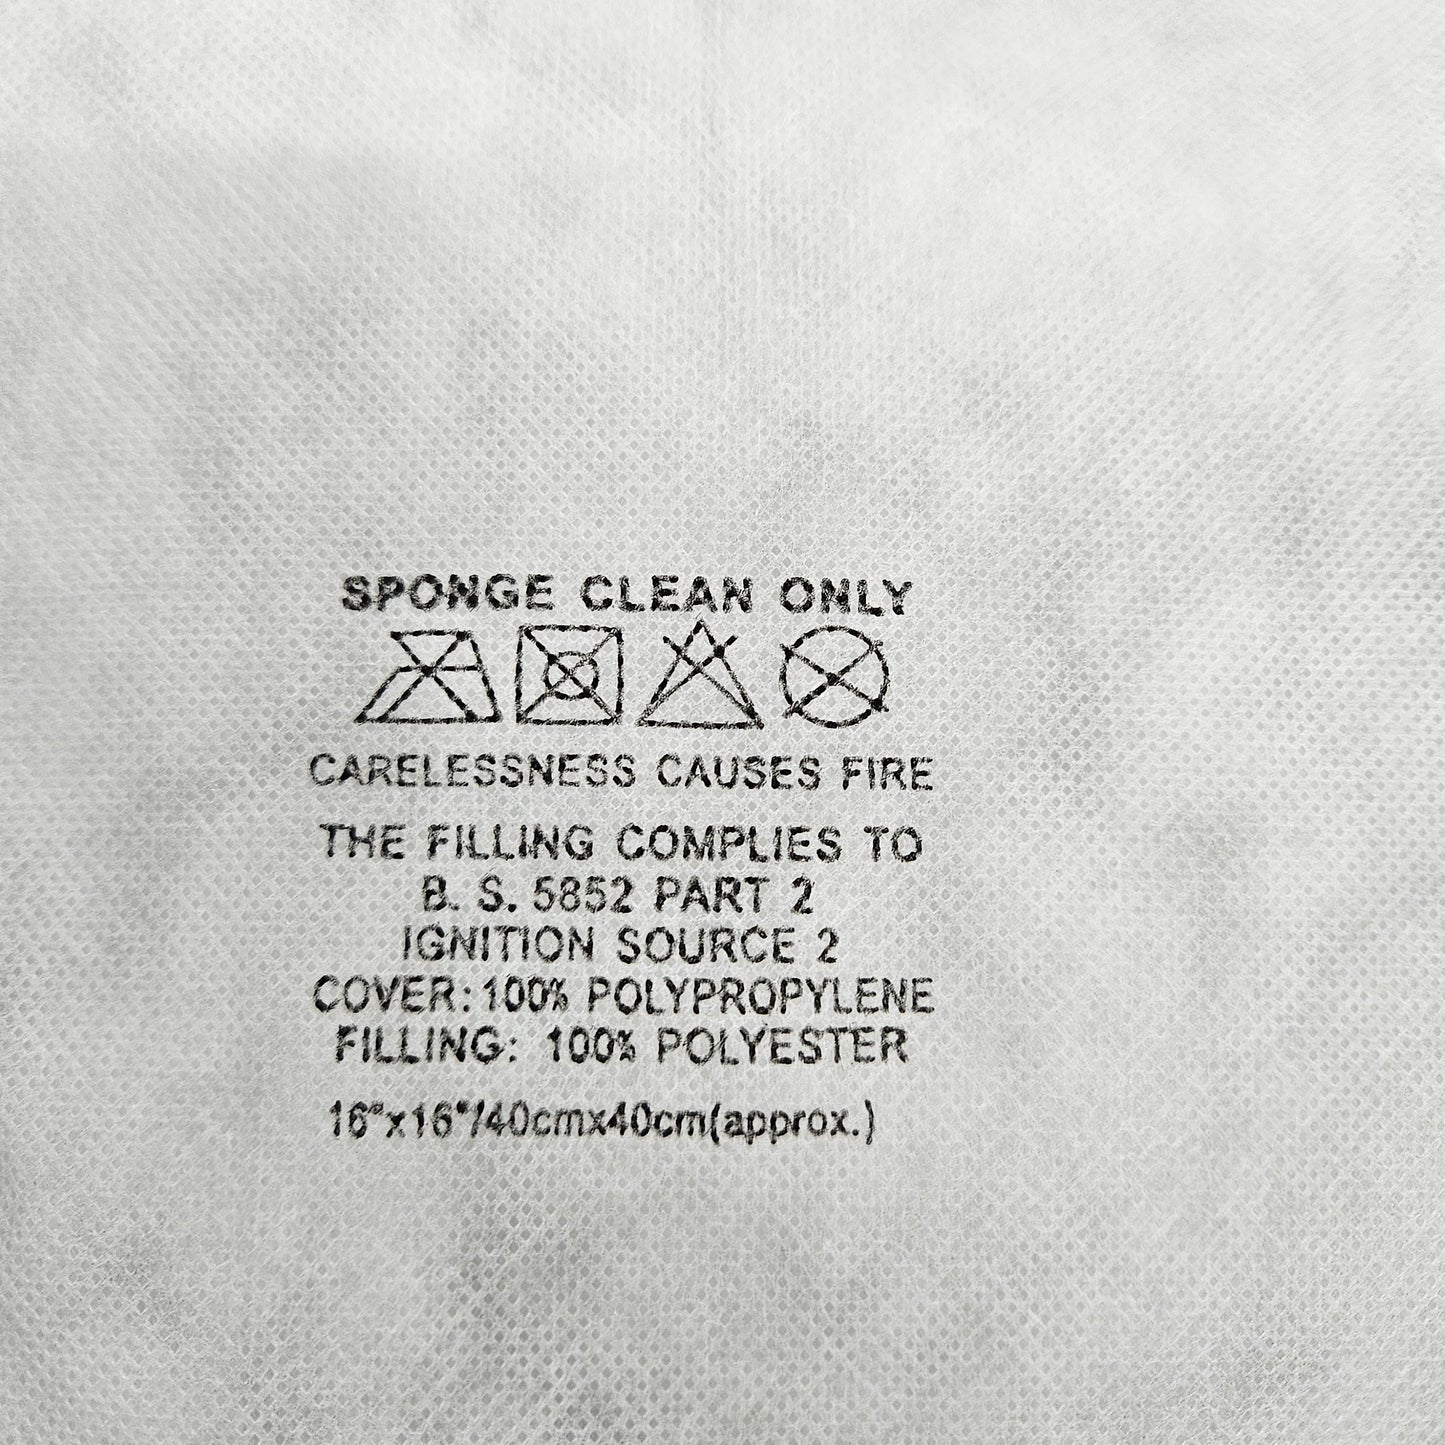 SPONGE CLEAN ONLY
CARELESSNESS CAUSES FIRE
THE FILLING COMPLIES TO
B. S. 5852 PART 2
IGNITION SOURCE 2
COVER: 100% POLYPROPYLENE
FILLING: 100% POLYESTER
16"x16"/40cmx40cm(approx.)